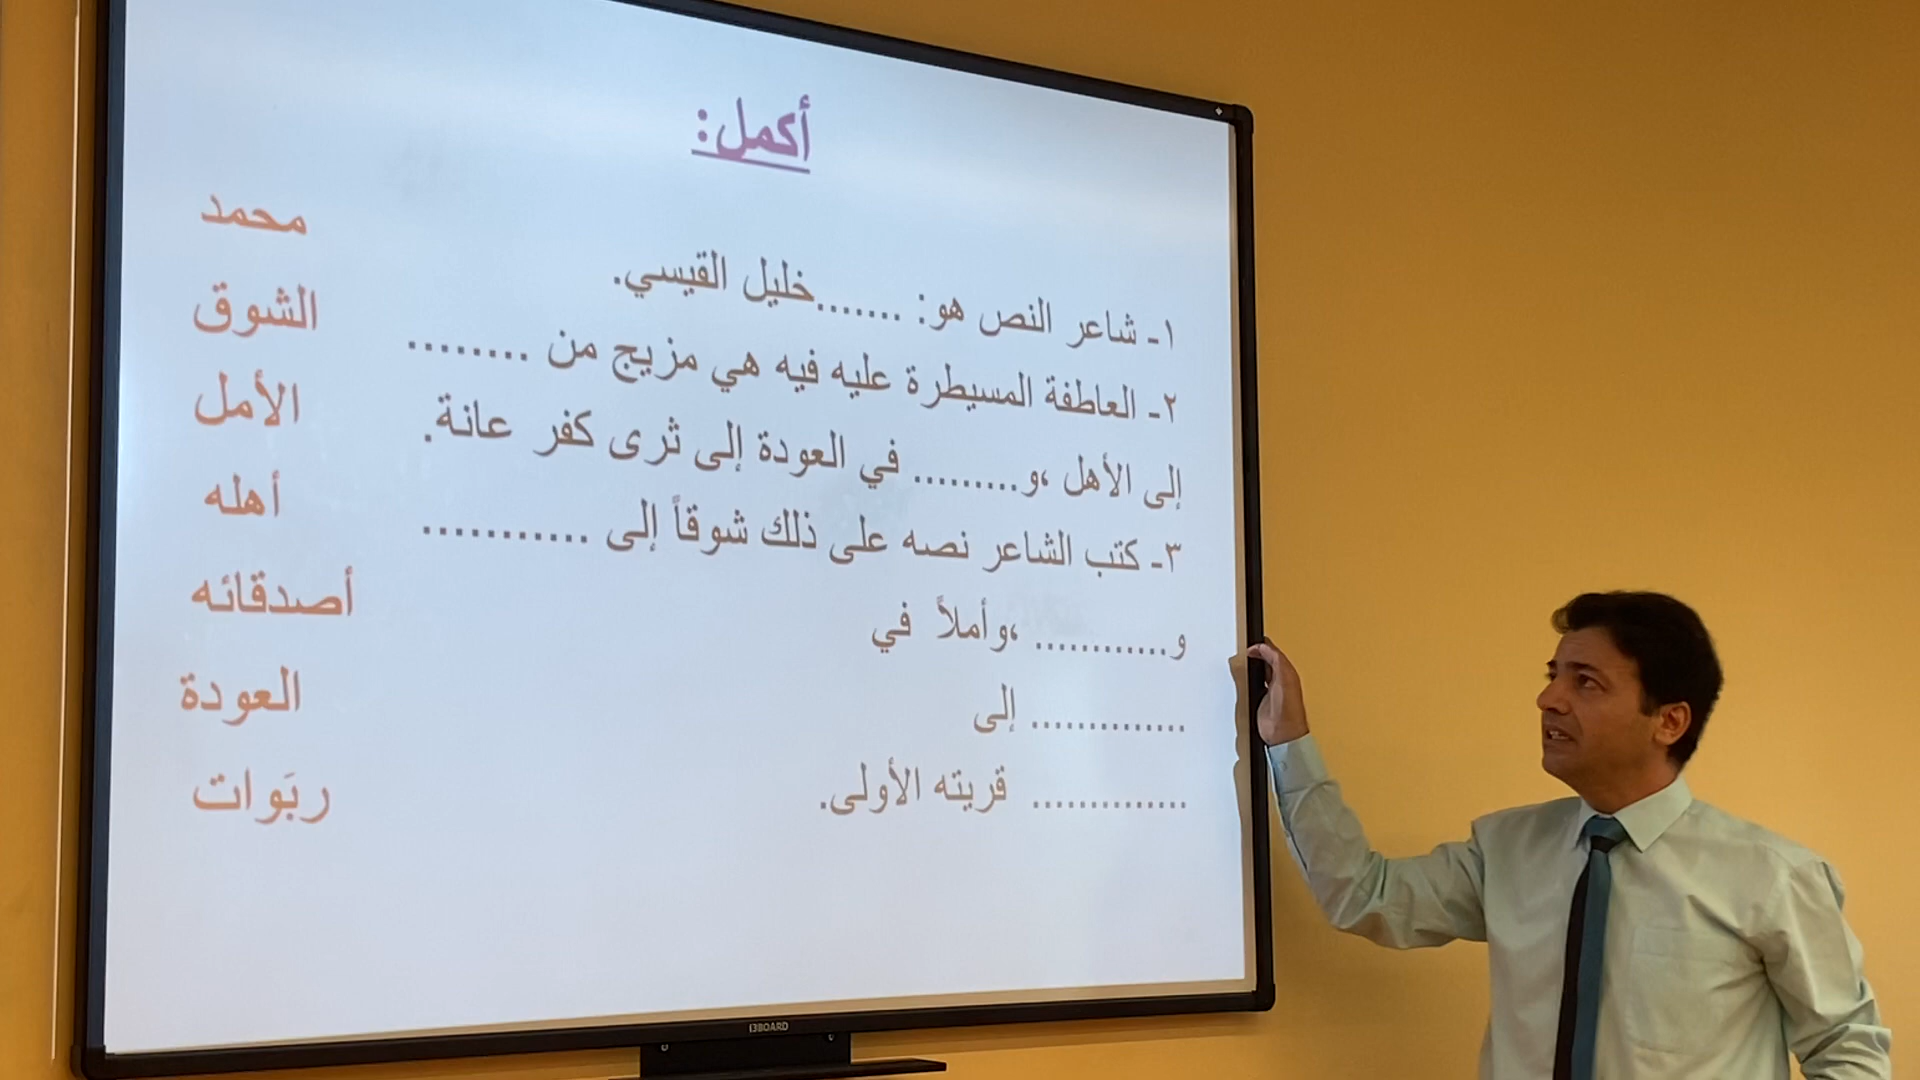 أكمل:
١- شاعر النص هو: .......خليل القيسي.
٢- العاطفة المسيطرة عليه فيه هي مزيج من ........
إلى الأهل ،و......... في العودة إلى ثرى كفر عانة.
٣- كتب الشاعر نصه على ذلك شوقاً إلى ............
و............ ،وأملاً في
.............. إلى
.............. قريته الأولى.
محمد
الشوق
الأمل
أهله
أصدقائه
العودة
ربَوات
I3BOARD